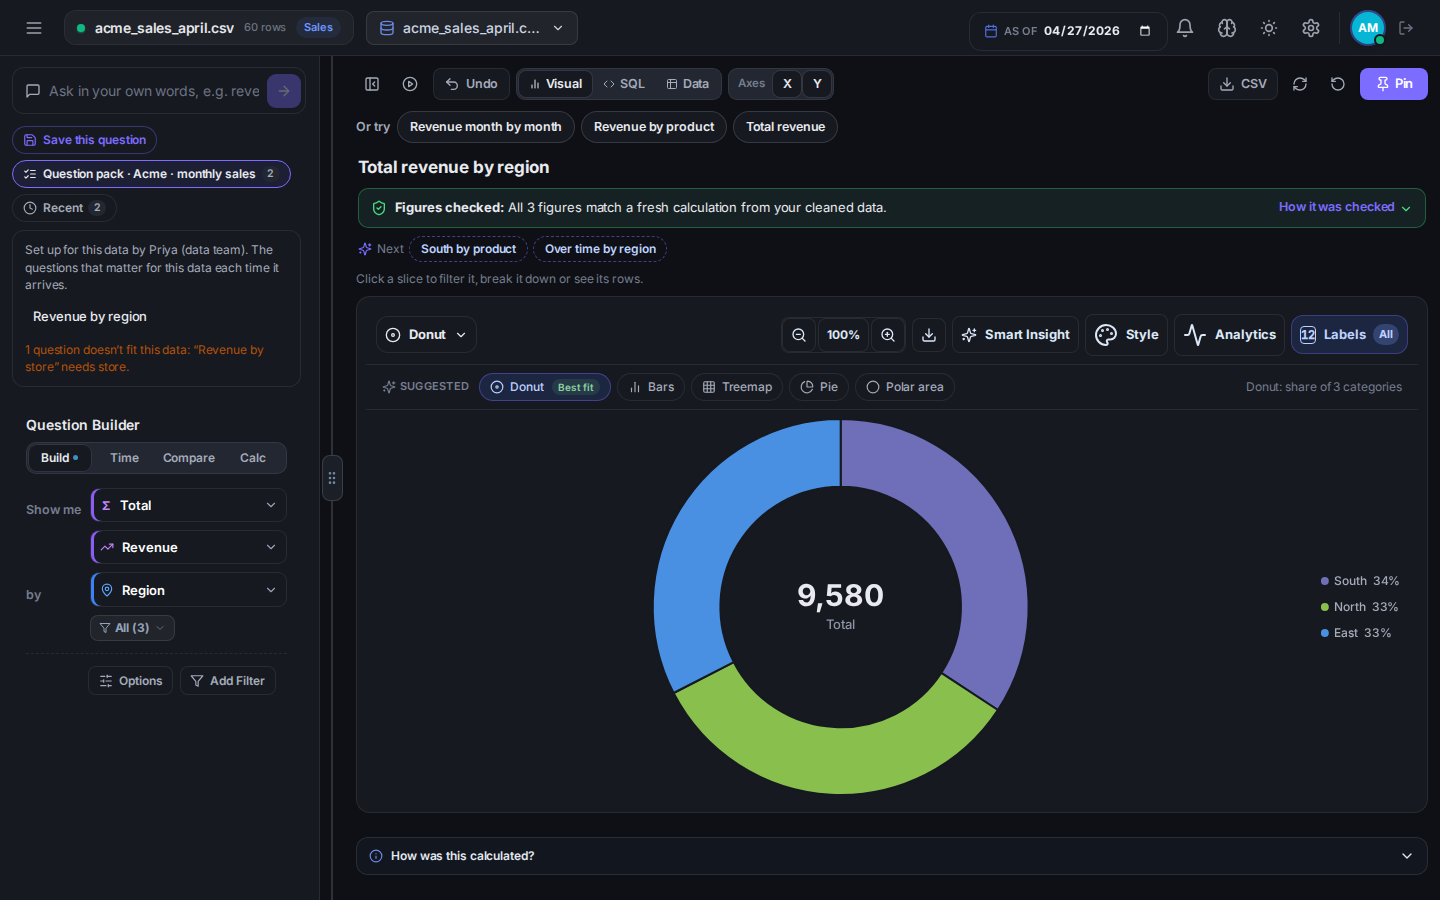 acme_sales_april.csv 60 rows Sales
acme_sales_april.c...
AS OF 04/27/2026
AM
Ask in your own words, e.g. reve
Save this question
Question pack · Acme · monthly sales 2
Recent 2
Set up for this data by Priya (data team). The
questions that matter for this data each time it
arrives.
Revenue by region
1 question doesn't fit this data: “Revenue by
store” needs store.
Question Builder
Build Time Compare Calc
Show me
Σ Total
Revenue
by
Region
All (3)
Options
Add Filter
Undo
Visual
SQL
Data
Axes X Y
CSV
Pin
Or try Revenue month by month Revenue by product Total revenue
Total revenue by region
Figures checked: All 3 figures match a fresh calculation from your cleaned data.
How it was checked
Next South by product Over time by region
Click a slice to filter it, break it down or see its rows.
Donut
100%
Smart Insight
Style
Analytics
12 Labels All
SUGGESTED Donut Best fit Bars Treemap Pie Polar area
Donut: share of 3 categories
9,580
Total
South 34%
North 33%
East 33%
How was this calculated?